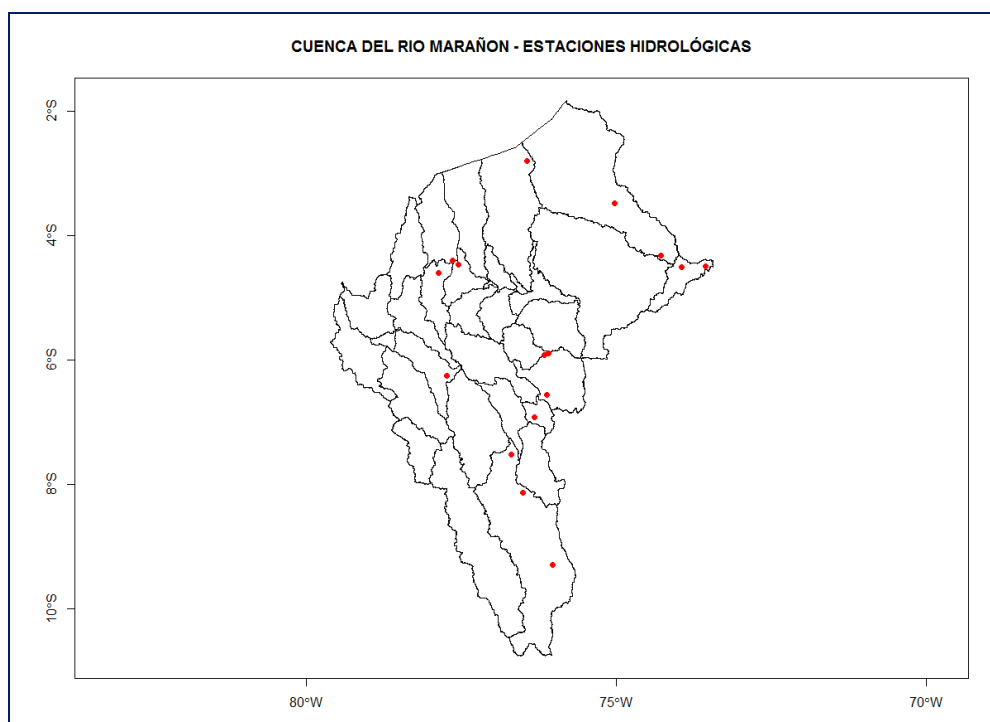 CUENCA DEL RIO MARAÑON - ESTACIONES HIDROLÓGICAS
2°S
4°S
6°S
8°S
10°S
80°W
75°W
70°W